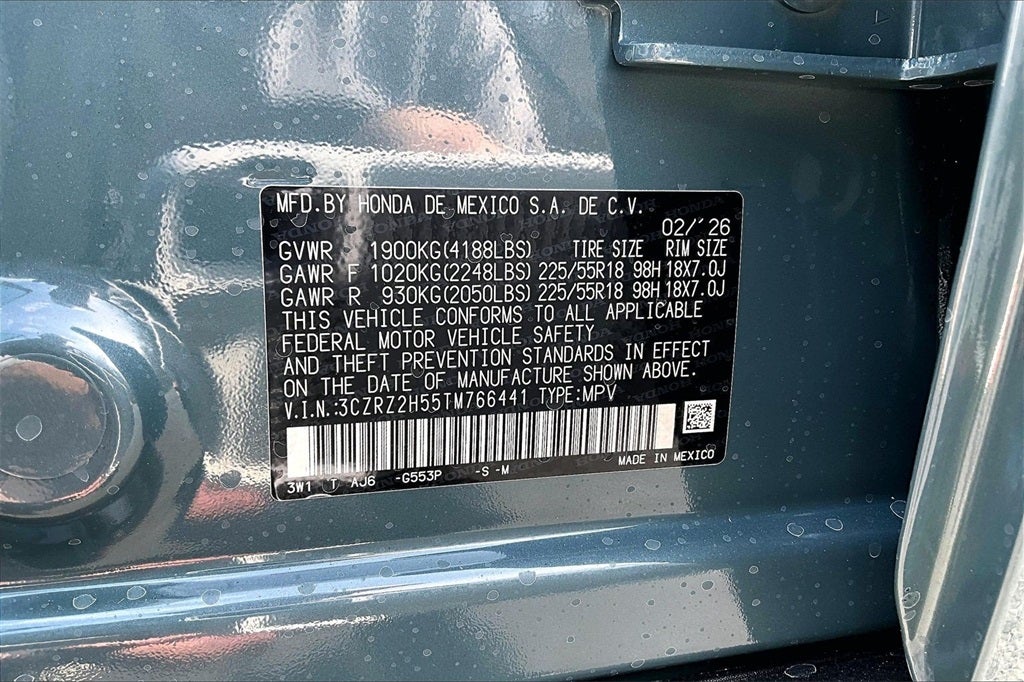 MFD.BY HONDA DE MEXICO S.A. DE C.V.
02/'26
GVWR 1900KG(4188LBS) TIRE SIZE RIM SIZE
GAWR F 1020KG(2248LBS) 225/55R18 98H 18X7.0J
GAWR R 930KG(2050LBS) 225/55R18 98H 18X7.0J
THIS VEHICLE CONFORMS TO ALL APPLICABLE
FEDERAL MOTOR VEHICLE SAFETY
AND THEFT PREVENTION STANDARDS IN EFFECT
ON THE DATE OF MANUFACTURE SHOWN ABOVE.
V.I.N.:3CZRZ2H55TM766441 TYPE:MPV
3W1 T AJ6 -G553P -S -M MADE IN MEXICO